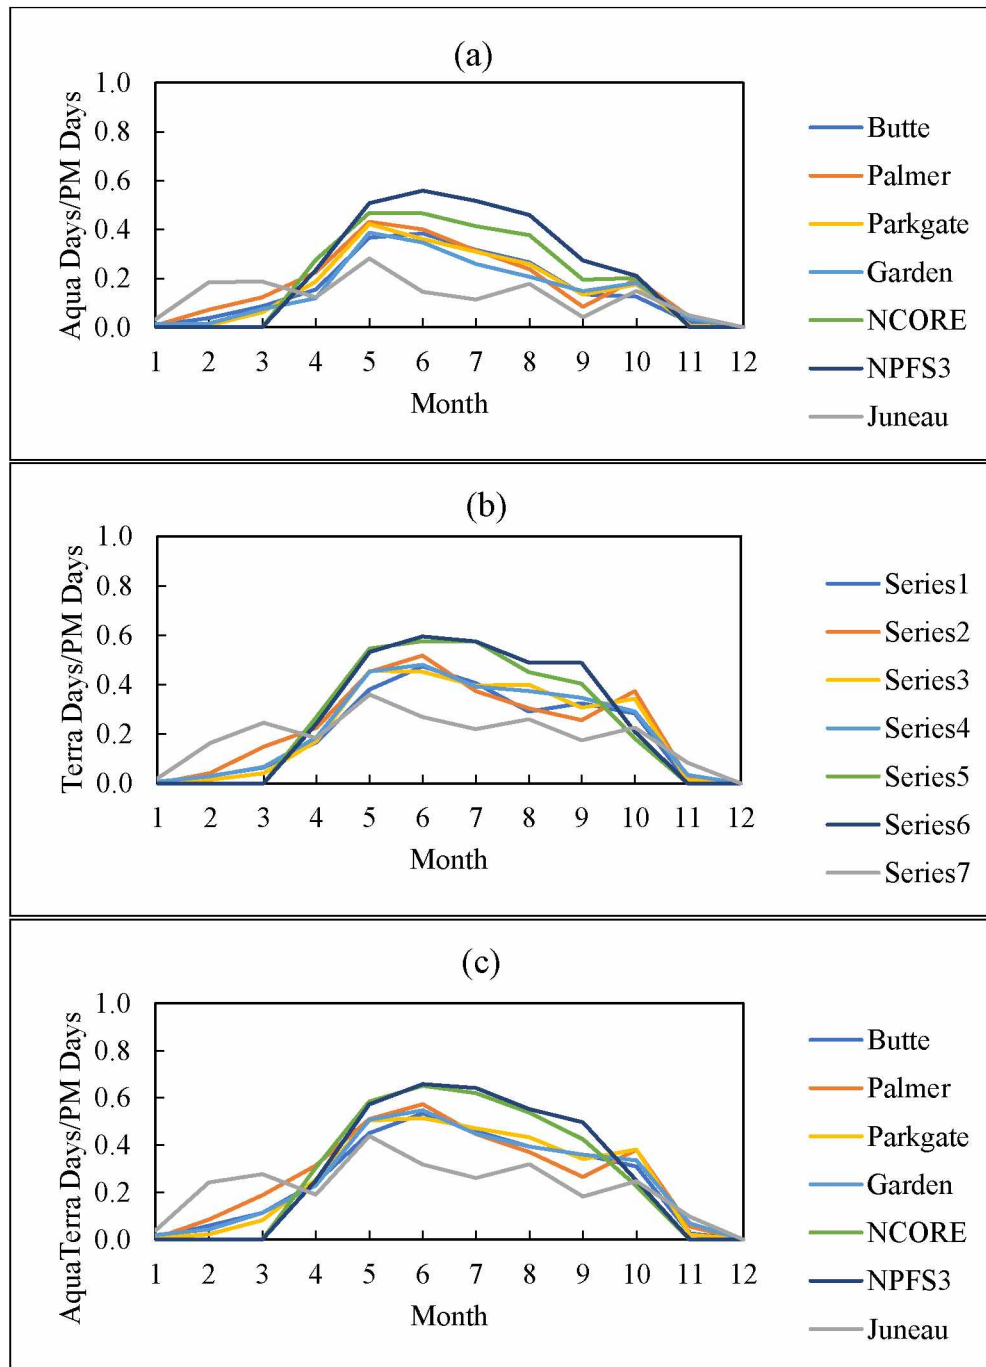 (a)
Aqua Days/PM Days
1.0
0.8
0.6
0.4
0.2
0.0
1 2 3 4 5 6 7 8 9 10 11 12
Month
Butte
Palmer
Parkgate
Garden
NCORE
NPFS3
Juneau
(b)
Terra Days/PM Days
1.0
0.8
0.6
0.4
0.2
0.0
1 2 3 4 5 6 7 8 9 10 11 12
Month
Series1
Series2
Series3
Series4
Series5
Series6
Series7
(c)
AquaTerra Days/PM Days
1.0
0.8
0.6
0.4
0.2
0.0
1 2 3 4 5 6 7 8 9 10 11 12
Month
Butte
Palmer
Parkgate
Garden
NCORE
NPFS3
Juneau